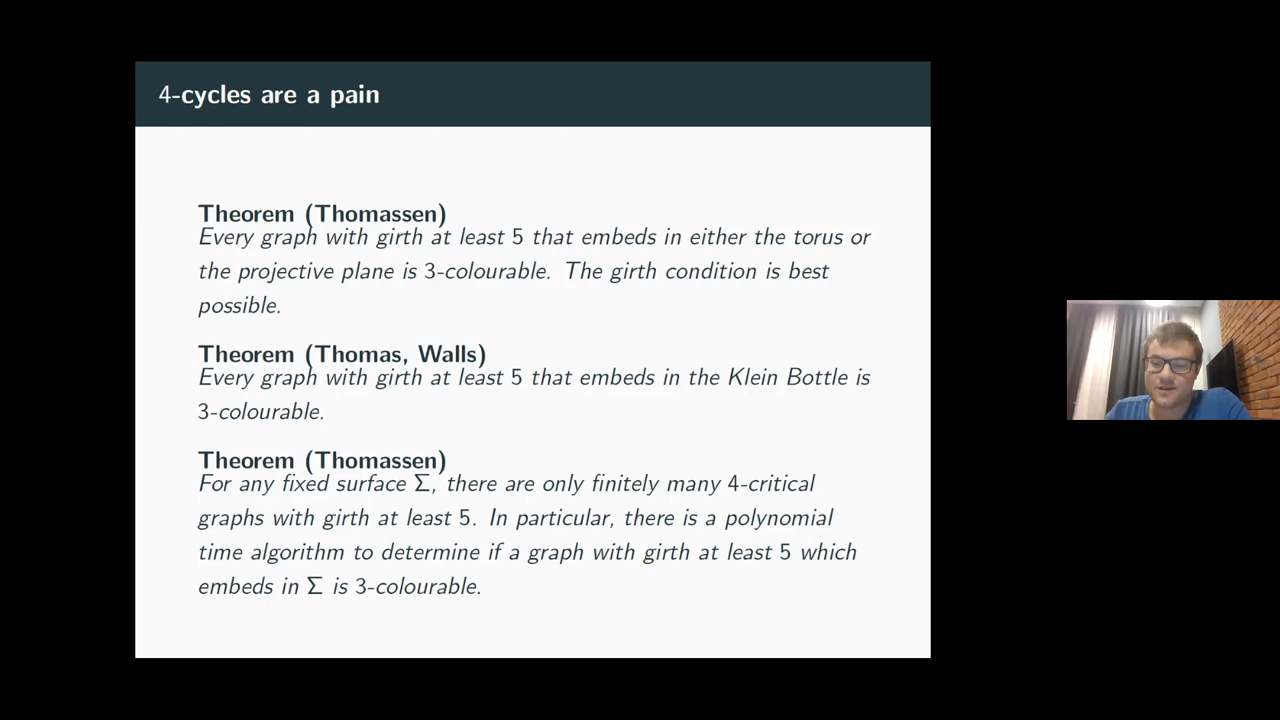 4-cycles are a pain
Theorem (Thomassen)
Every graph with girth at least 5 that embeds in either the torus or
the projective plane is 3-colourable. The girth condition is best
possible.
Theorem (Thomas, Walls)
Every graph with girth at least 5 that embeds in the Klein Bottle is
3-colourable.
Theorem (Thomassen)
For any fixed surface Σ, there are only finitely many 4-critical
graphs with girth at least 5. In particular, there is a polynomial
time algorithm to determine if a graph with girth at least 5 which
embeds in Σ is 3-colourable.